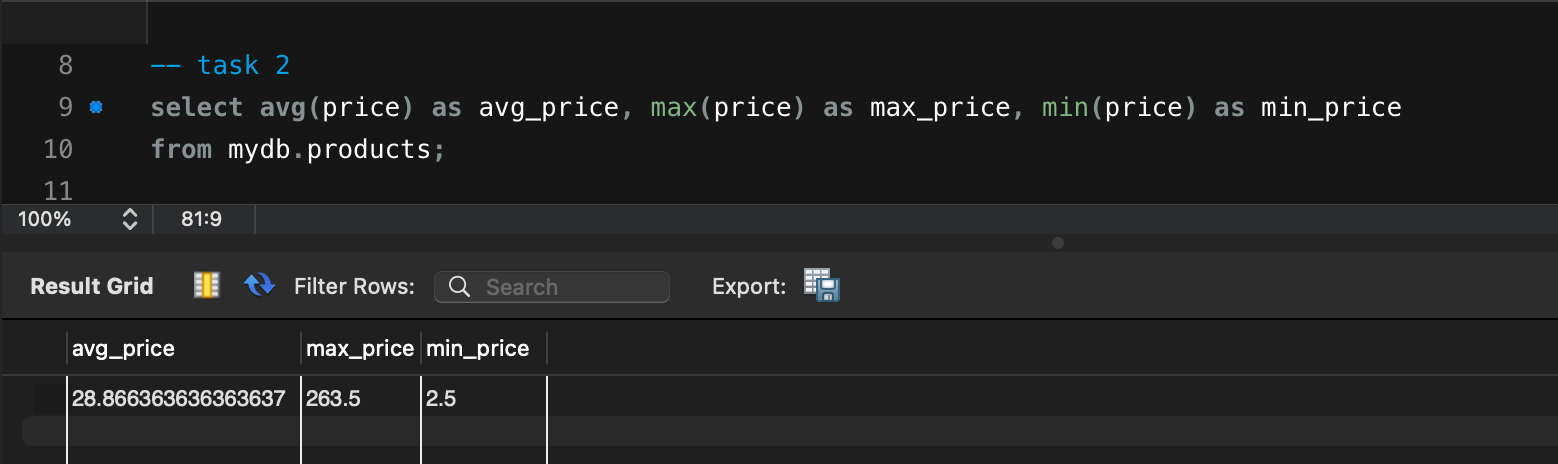 8 -- task 2
9 select avg(price) as avg_price, max(price) as max_price, min(price) as min_price
10 from mydb.products;
11
100% 81:9
Result Grid Filter Rows: Search Export:
avg_price max_price min_price
28.866363636363637 263.5 2.5